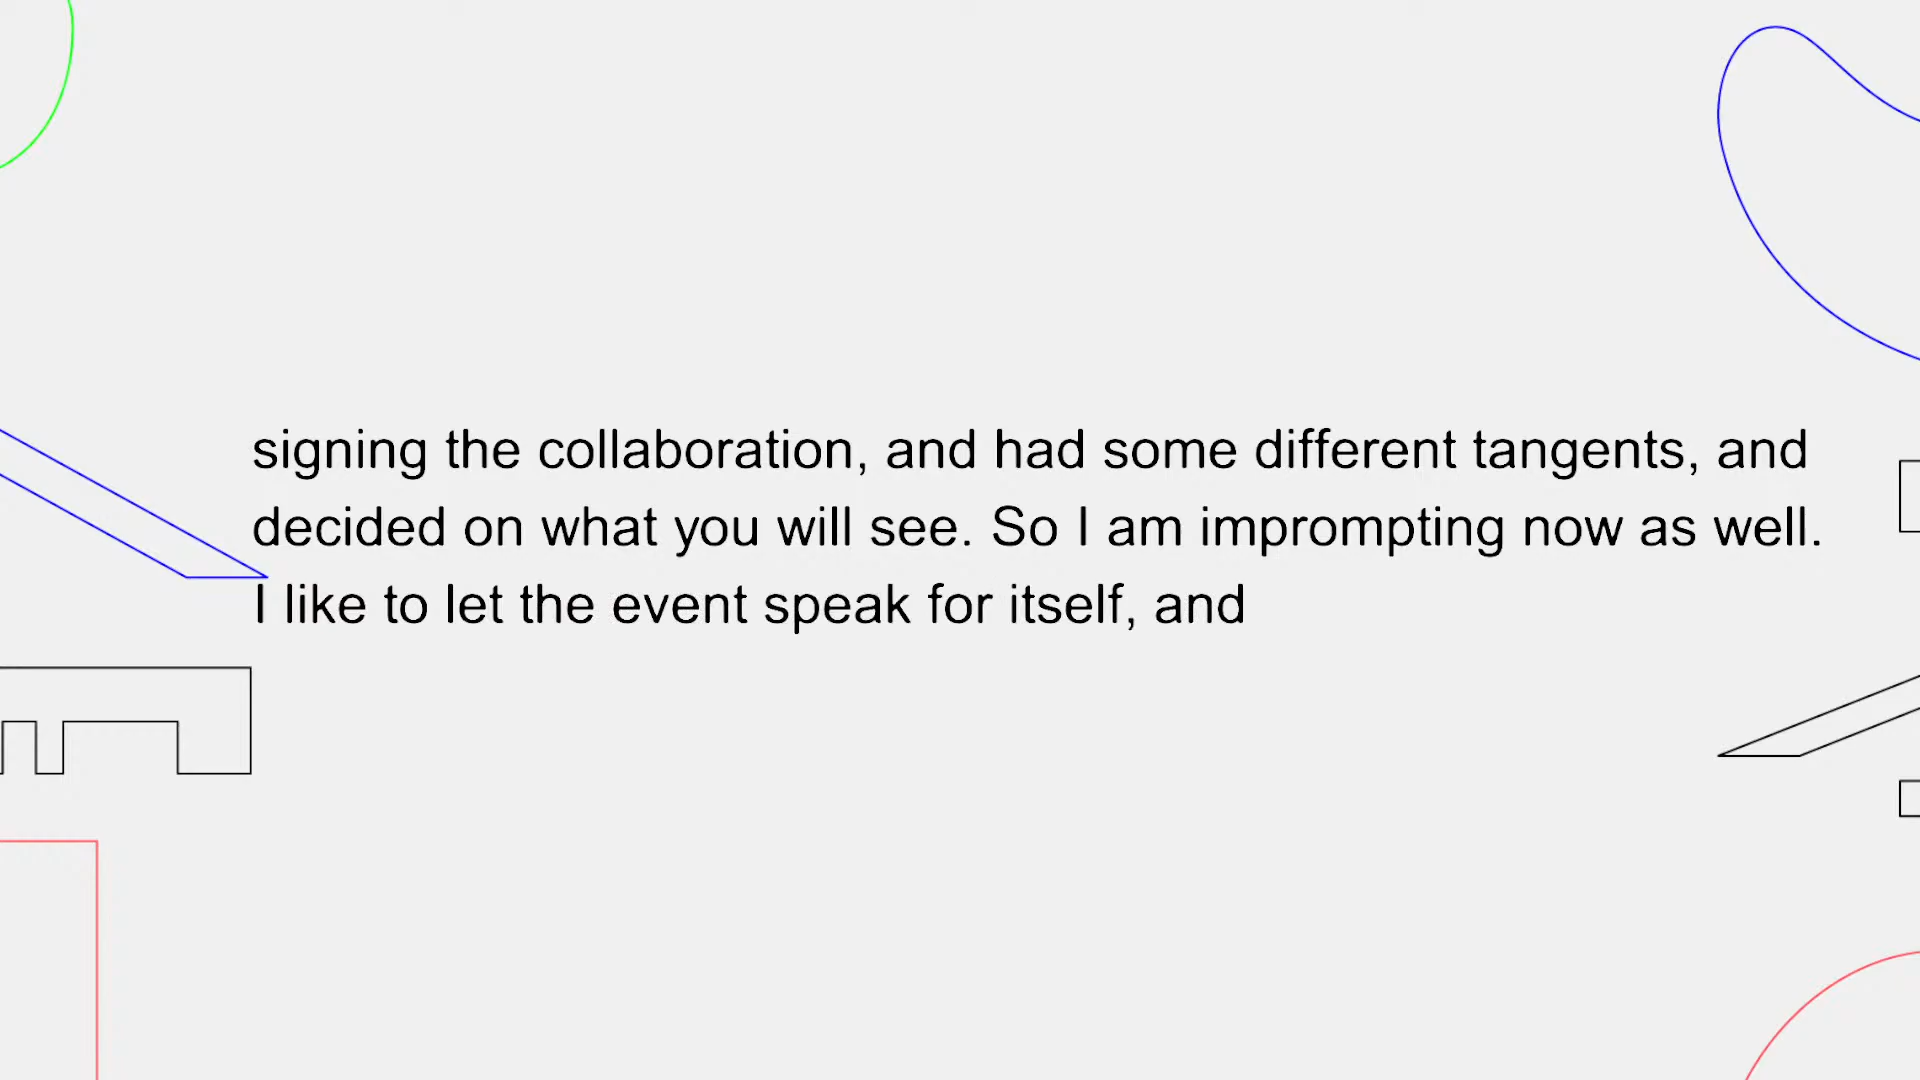 signing the collaboration, and had some different tangents, and
decided on what you will see. So I am imprompting now as well.
I like to let the event speak for itself, and